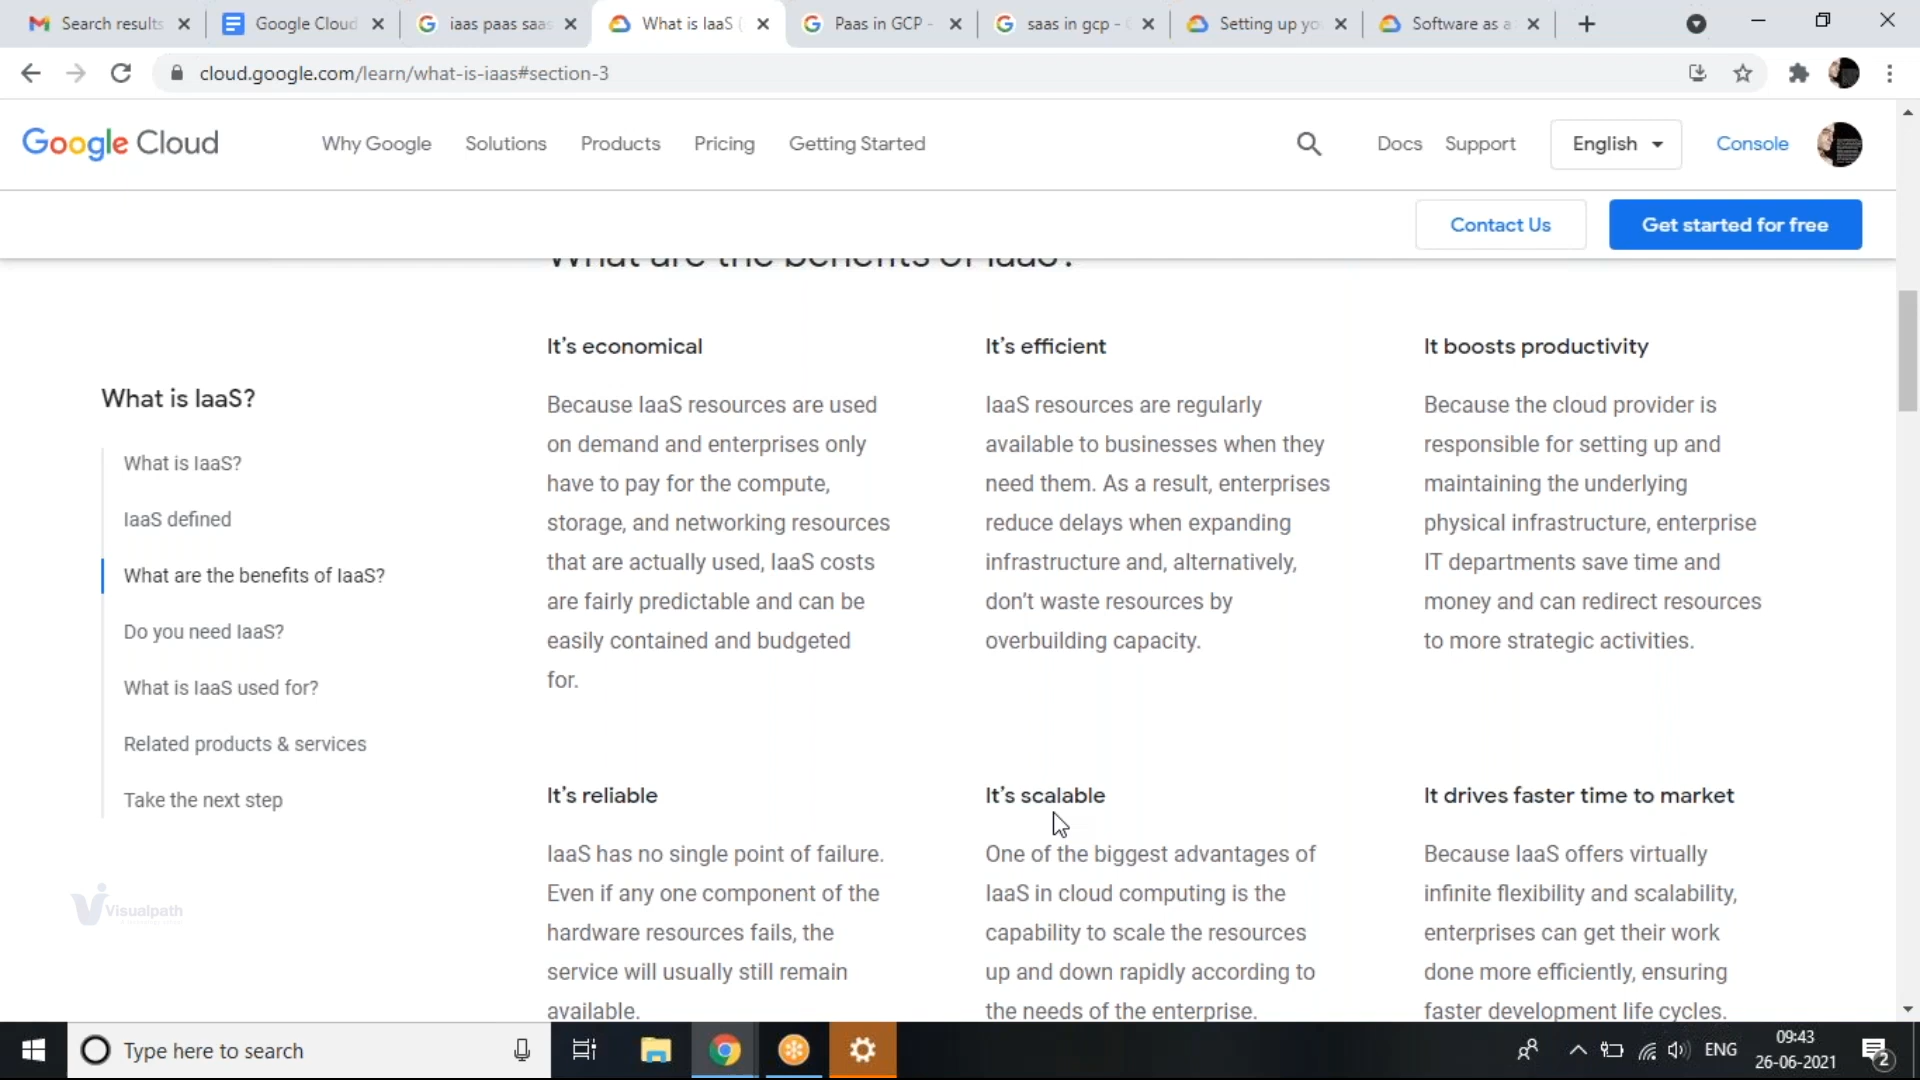 Search results
Google Cloud
iaas paas saas
What is IaaS (
Paas in GCP -
saas in gcp -
Setting up yo
Software as a
cloud.google.com/learn/what-is-iaas#section-3
Google Cloud
Why Google
Solutions
Products
Pricing
Getting Started
Docs
Support
English
Console
Contact Us
Get started for free
What are the benefits of IaaS?
What is IaaS?
What is IaaS?
IaaS defined
What are the benefits of IaaS?
Do you need IaaS?
What is IaaS used for?
Related products & services
Take the next step
It's economical
Because IaaS resources are used
on demand and enterprises only
have to pay for the compute,
storage, and networking resources
that are actually used, IaaS costs
are fairly predictable and can be
easily contained and budgeted
for.
It's efficient
IaaS resources are regularly
available to businesses when they
need them. As a result, enterprises
reduce delays when expanding
infrastructure and, alternatively,
don't waste resources by
overbuilding capacity.
It boosts productivity
Because the cloud provider is
responsible for setting up and
maintaining the underlying
physical infrastructure, enterprise
IT departments save time and
money and can redirect resources
to more strategic activities.
It's reliable
IaaS has no single point of failure.
Even if any one component of the
hardware resources fails, the
service will usually still remain
available.
It's scalable
One of the biggest advantages of
IaaS in cloud computing is the
capability to scale the resources
up and down rapidly according to
the needs of the enterprise.
It drives faster time to market
Because IaaS offers virtually
infinite flexibility and scalability,
enterprises can get their work
done more efficiently, ensuring
faster development life cycles.
Visualpath
Type here to search
ENG
09:43
26-06-2021
2